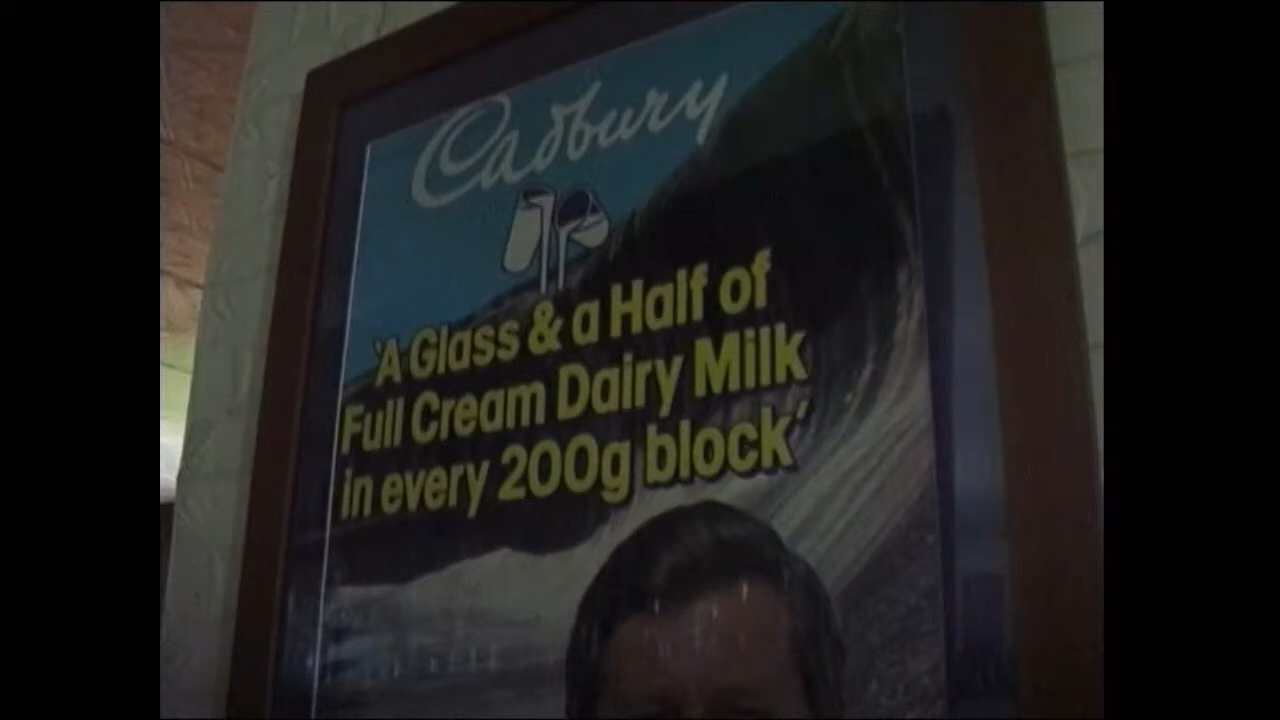 Cadbury
'A Glass & a Half of
Full Cream Dairy Milk
in every 200g block'